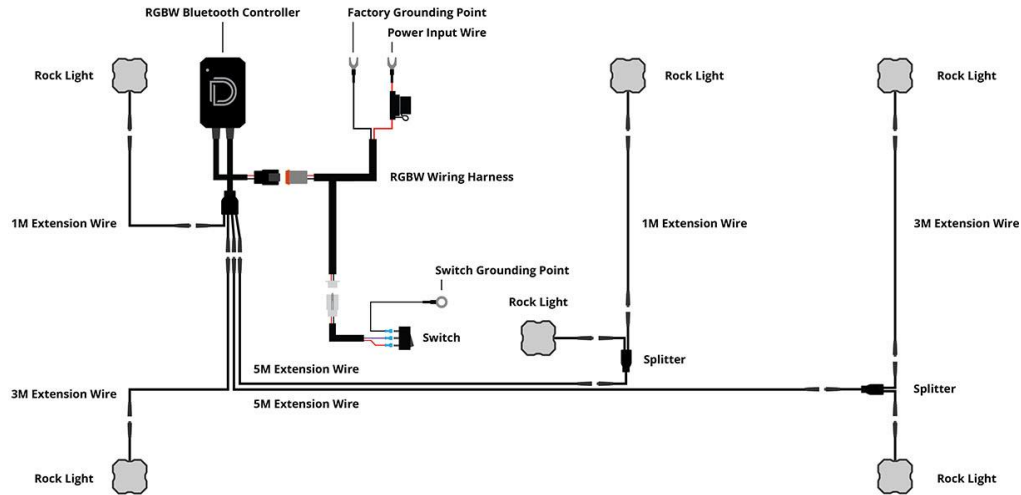 RGBW Bluetooth Controller
Factory Grounding Point
Power Input Wire
Rock Light
Rock Light
Rock Light
RGBW Wiring Harness
1M Extension Wire
1M Extension Wire
3M Extension Wire
Switch Grounding Point
Rock Light
Switch
Splitter
5M Extension Wire
3M Extension Wire
5M Extension Wire
Splitter
Rock Light
Rock Light